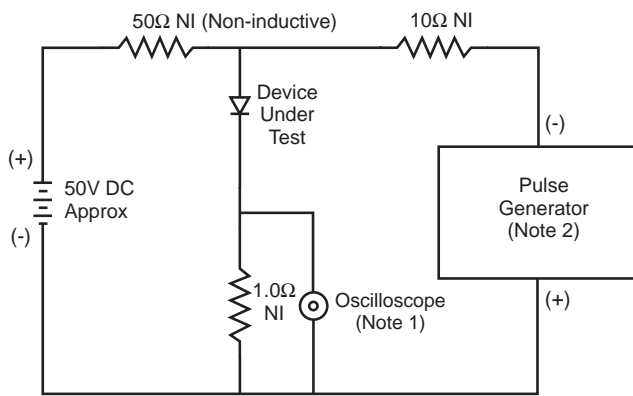 50Ω NI (Non-inductive)
10Ω NI
Device
Under
Test
(+)
50V DC
Approx
(-)
(-)
Pulse
Generator
(Note 2)
(+)
1.0Ω
NI
Oscilloscope
(Note 1)